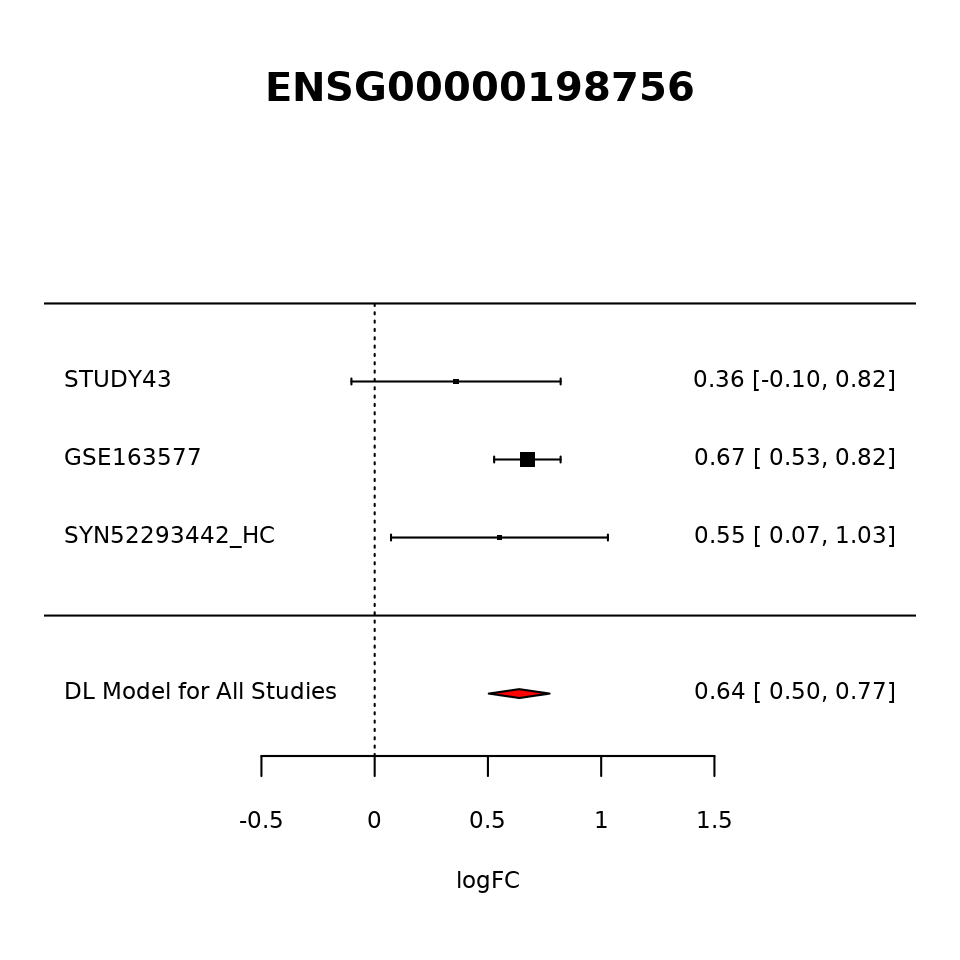 ENSG00000198756
STUDY43 0.36 [-0.10, 0.82]
GSE163577 0.67 [ 0.53, 0.82]
SYN52293442_HC 0.55 [ 0.07, 1.03]
DL Model for All Studies 0.64 [ 0.50, 0.77]
-0.5 0 0.5 1 1.5
logFC